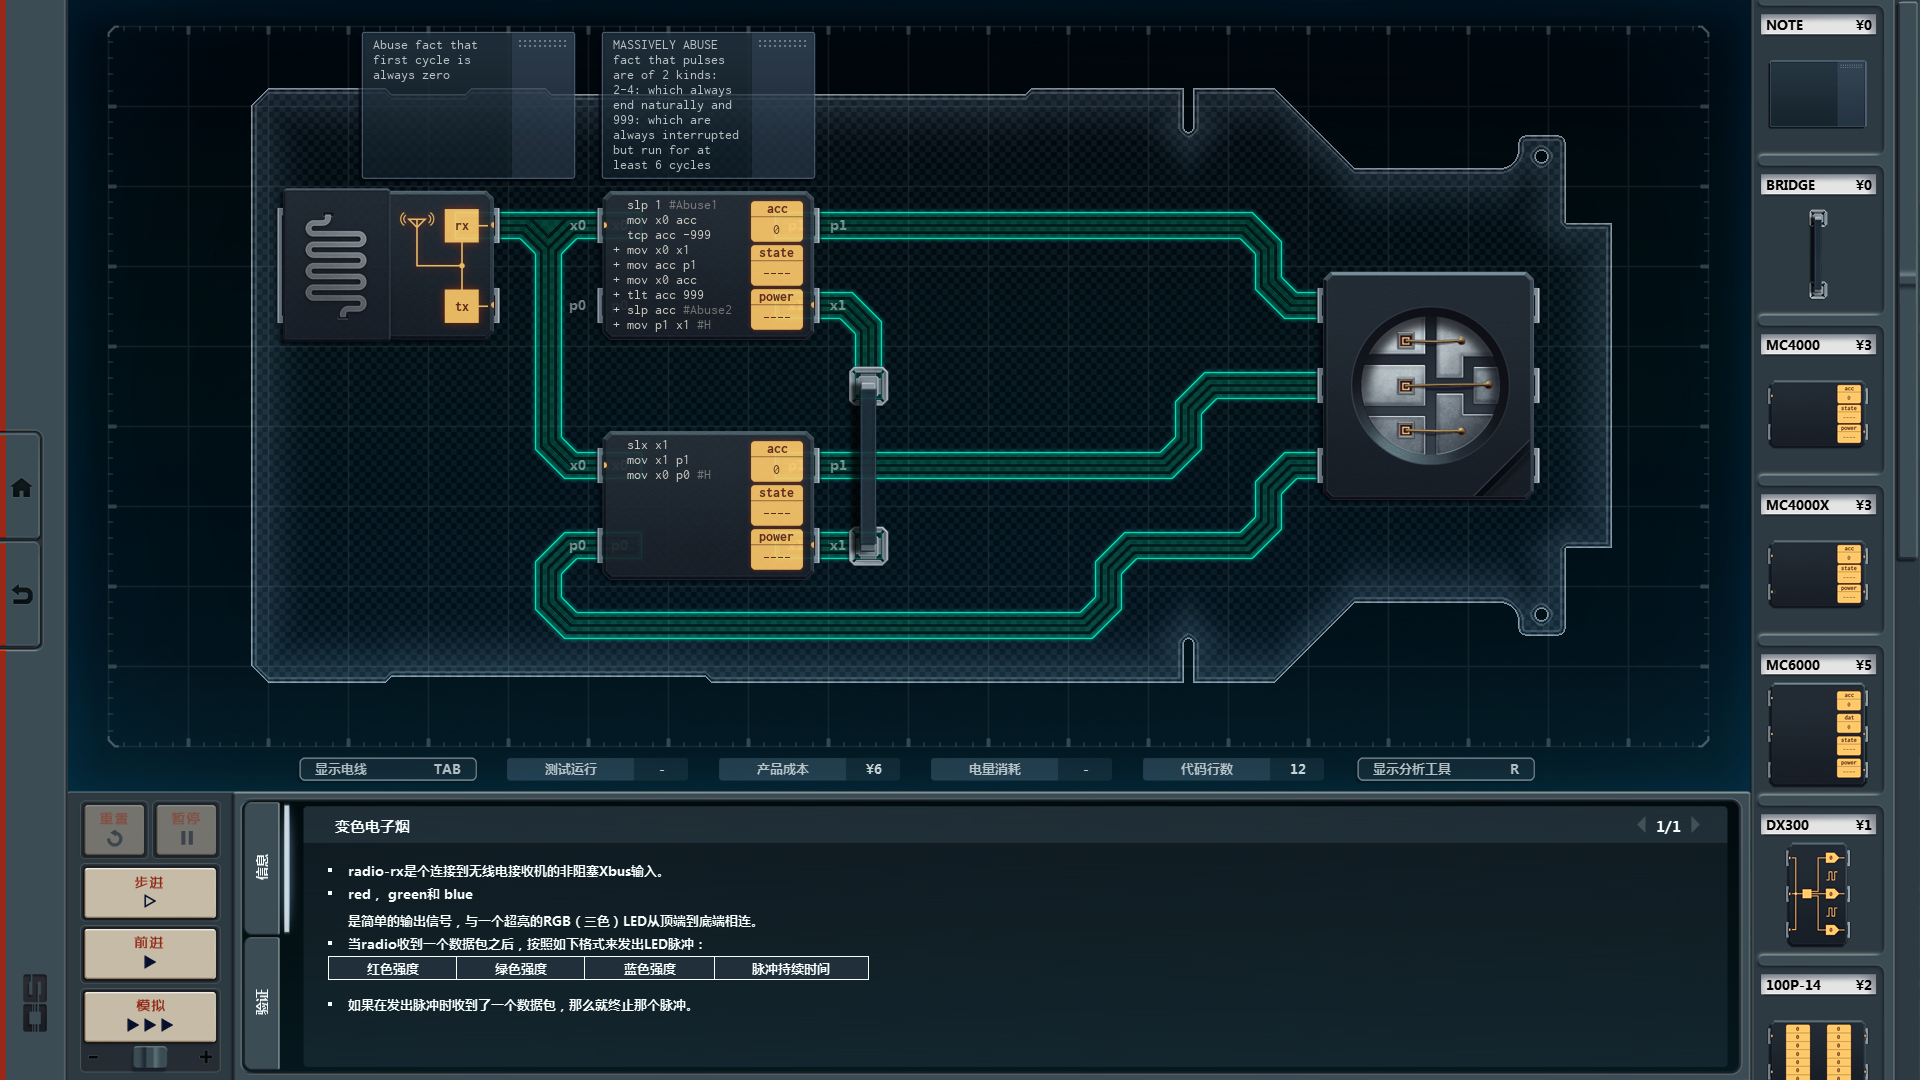 Abuse fact that
first cycle is
always zero
MASSIVELY ABUSE
fact that pulses
are of 2 kinds:
2-4: which always
end naturally and
999: which are
always interrupted
but run for at
least 6 cycles
rx
tx
x0
p0
slp 1 #Abuse1
mov x0 acc
tcp acc -999
+ mov x0 x1
+ mov acc p1
+ mov x0 acc
+ tlt acc 999
+ slp acc #Abuse2
+ mov p1 x1 #H
acc
0
state
----
power
----
p1
x1
x0
p0
slx x1
mov x1 p1
mov x0 p0 #H
acc
0
state
----
power
----
p1
x1
显示电线 TAB
测试运行 -
产品成本 ¥6
电量消耗 -
代码行数 12
显示分析工具 R
重置
暂停
步进
前进
模拟
- +
信息
验证
变色电子烟
1/1
▪ radio-rx是个连接到无线电接收机的非阻塞Xbus输入。
▪ red，green和 blue
是简单的输出信号，与一个超亮的RGB（三色）LED从顶端到底端相连。
▪ 当radio收到一个数据包之后，按照如下格式来发出LED脉冲：
红色强度 绿色强度 蓝色强度 脉冲持续时间
▪ 如果在发出脉冲时收到了一个数据包，那么就终止那个脉冲。
NOTE ¥0
BRIDGE ¥0
MC4000 ¥3
acc
0
state
----
power
----
MC4000X ¥3
acc
0
state
----
power
----
MC6000 ¥5
acc
0
dat
0
state
----
power
----
DX300 ¥1
100P-14 ¥2